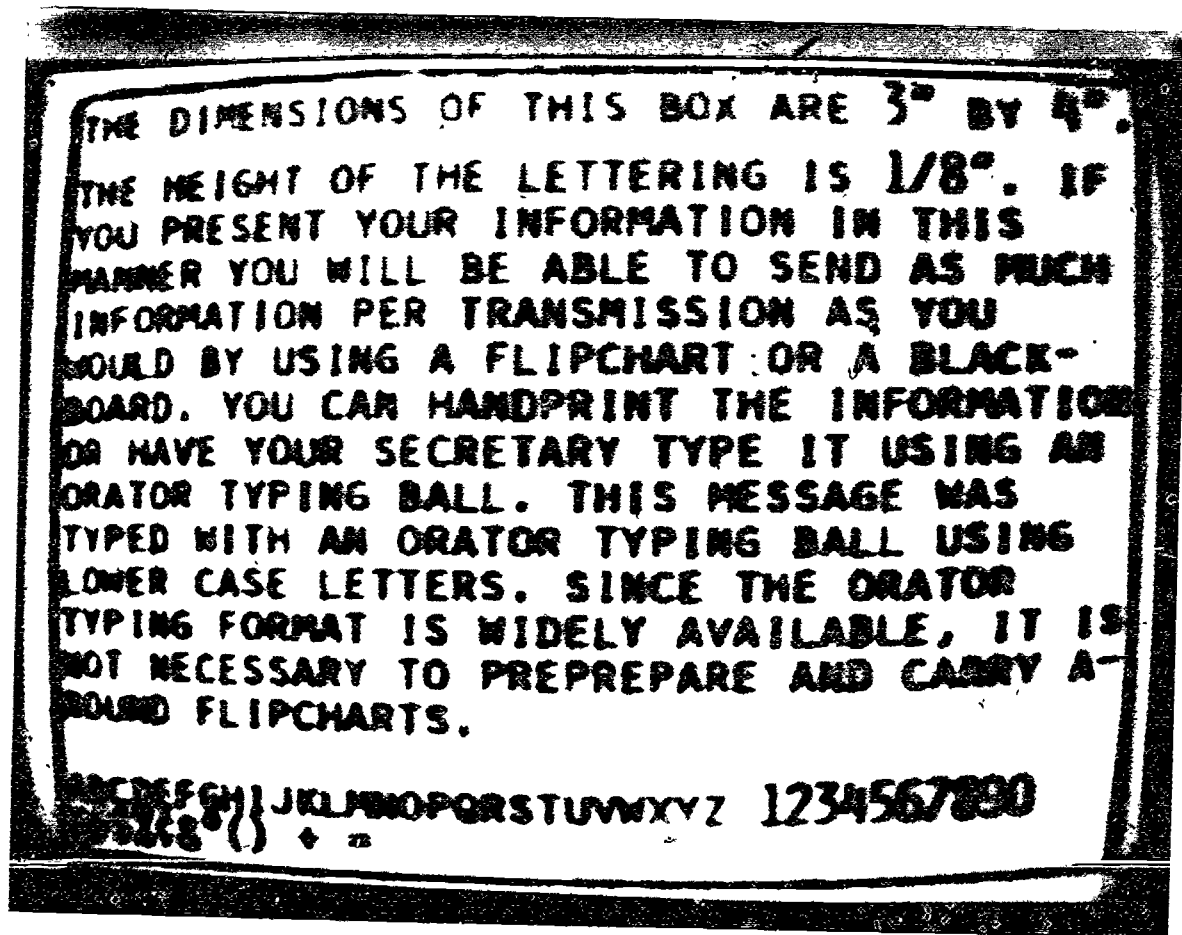 THE DIMENSIONS OF THIS BOX ARE 3" BY 4".
THE HEIGHT OF THE LETTERING IS 1/8". IF
YOU PRESENT YOUR INFORMATION IN THIS
MANNER YOU WILL BE ABLE TO SEND AS MUCH
INFORMATION PER TRANSMISSION AS YOU
WOULD BY USING A FLIPCHART OR A BLACK-
BOARD. YOU CAN HANDPRINT THE INFORMATION
OR HAVE YOUR SECRETARY TYPE IT USING AN
ORATOR TYPING BALL. THIS MESSAGE WAS
TYPED WITH AN ORATOR TYPING BALL USING
LOWER CASE LETTERS. SINCE THE ORATOR
TYPING FORMAT IS WIDELY AVAILABLE, IT IS
NOT NECESSARY TO PREPREPARE AND CARRY A-
ROUND FLIPCHARTS.
ABCDEFGHIJKLMNOPQRSTUVWXYZ 1234567890
() + =